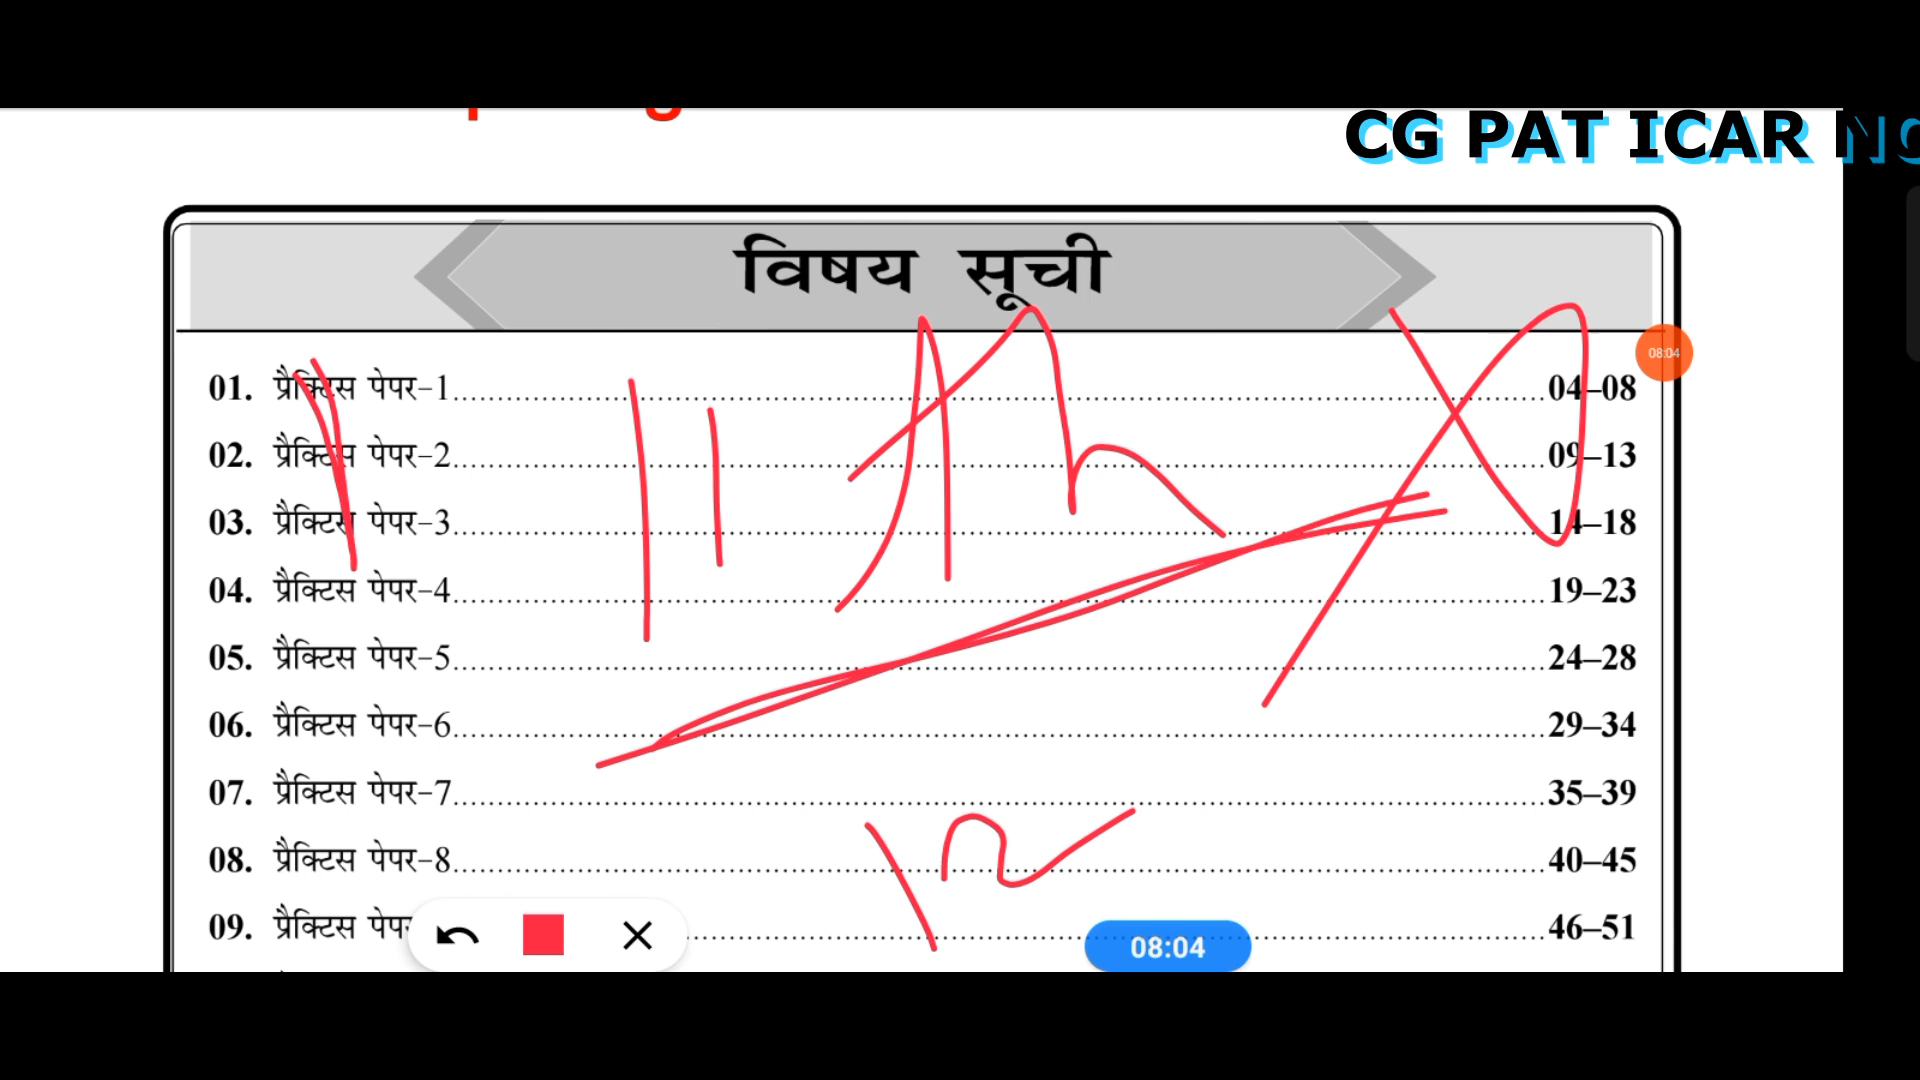 CG PAT ICAR
विषय सूची
01. प्रैक्टिस पेपर–1 04–08
02. प्रैक्टिस पेपर–2 09–13
03. प्रैक्टिस पेपर–3 14–18
04. प्रैक्टिस पेपर–4 19–23
05. प्रैक्टिस पेपर–5 24–28
06. प्रैक्टिस पेपर–6 29–34
07. प्रैक्टिस पेपर–7 35–39
08. प्रैक्टिस पेपर–8 40–45
09. प्रैक्टिस 46–51
08:04
08:04
11th
12